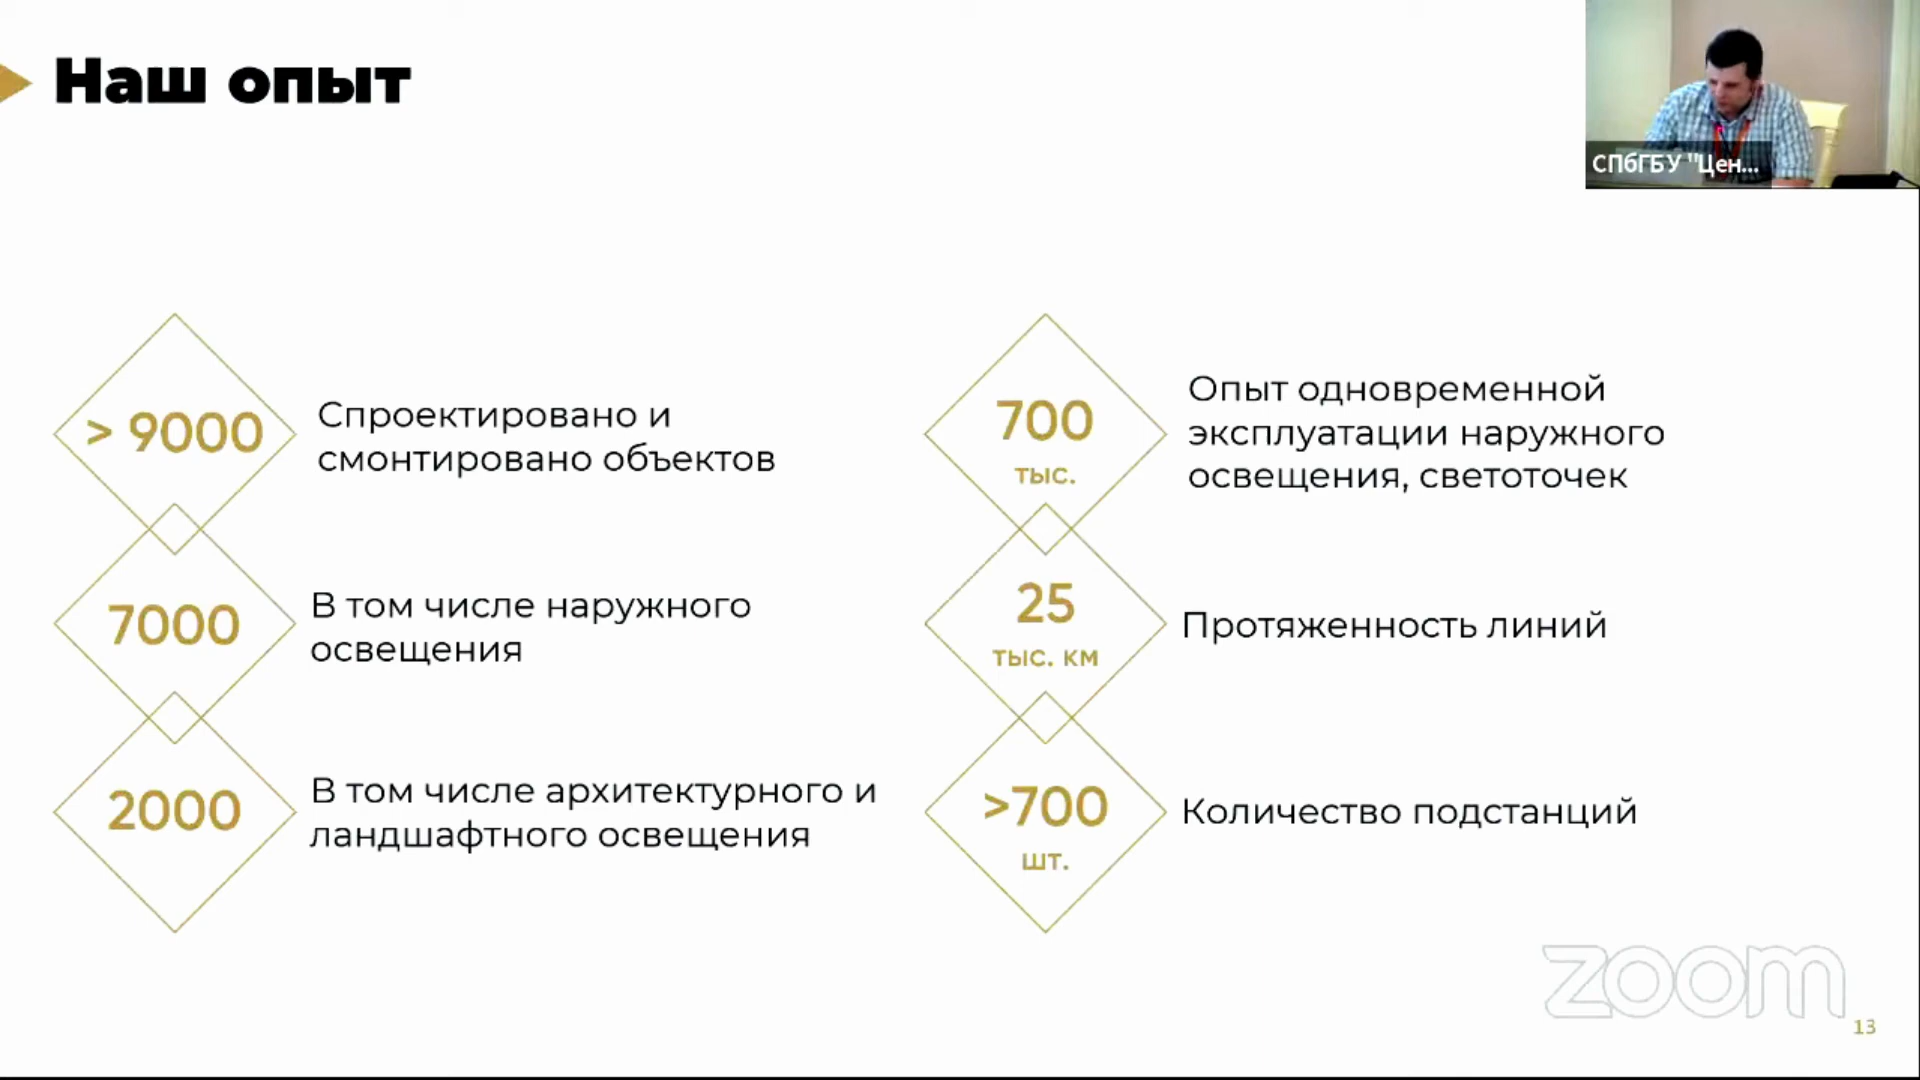 Наш опыт
СПбГБУ "Цен...
> 9000
Спроектировано и
смонтировано объектов
7000
В том числе наружного
освещения
2000
В том числе архитектурного и
ландшафтного освещения
700
тыс.
Опыт одновременной
эксплуатации наружного
освещения, светоточек
25
тыс. км
Протяженность линий
>700
шт.
Количество подстанций
zoom
13